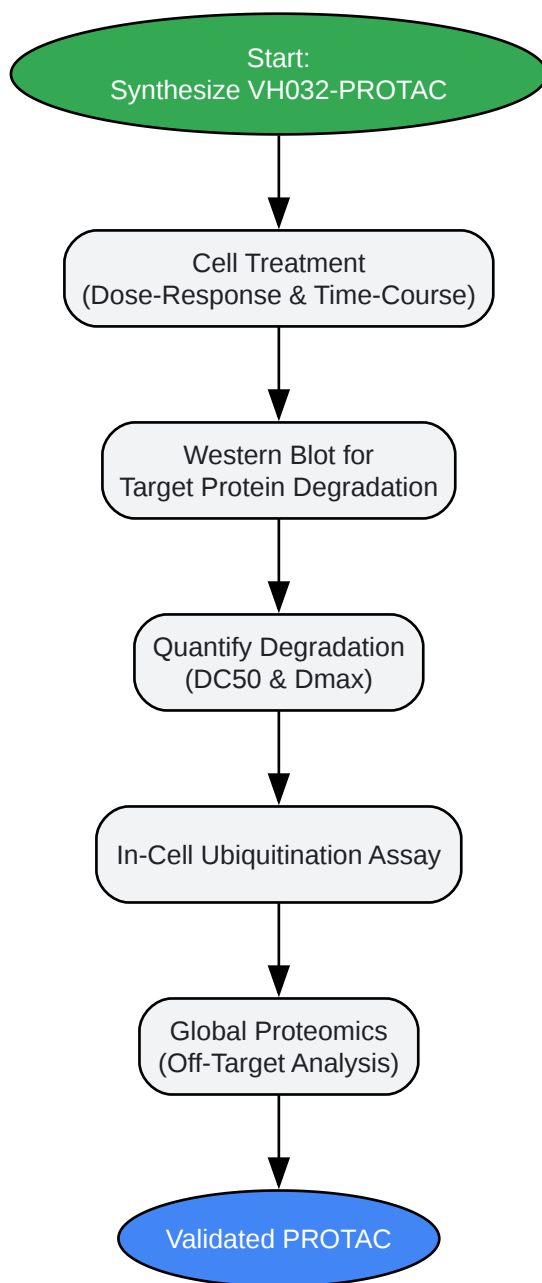 Start:
Synthesize VH032-PROTAC
Cell Treatment
(Dose-Response & Time-Course)
Western Blot for
Target Protein Degradation
Quantify Degradation
(DC50 & Dmax)
In-Cell Ubiquitination Assay
Global Proteomics
(Off-Target Analysis)
Validated PROTAC